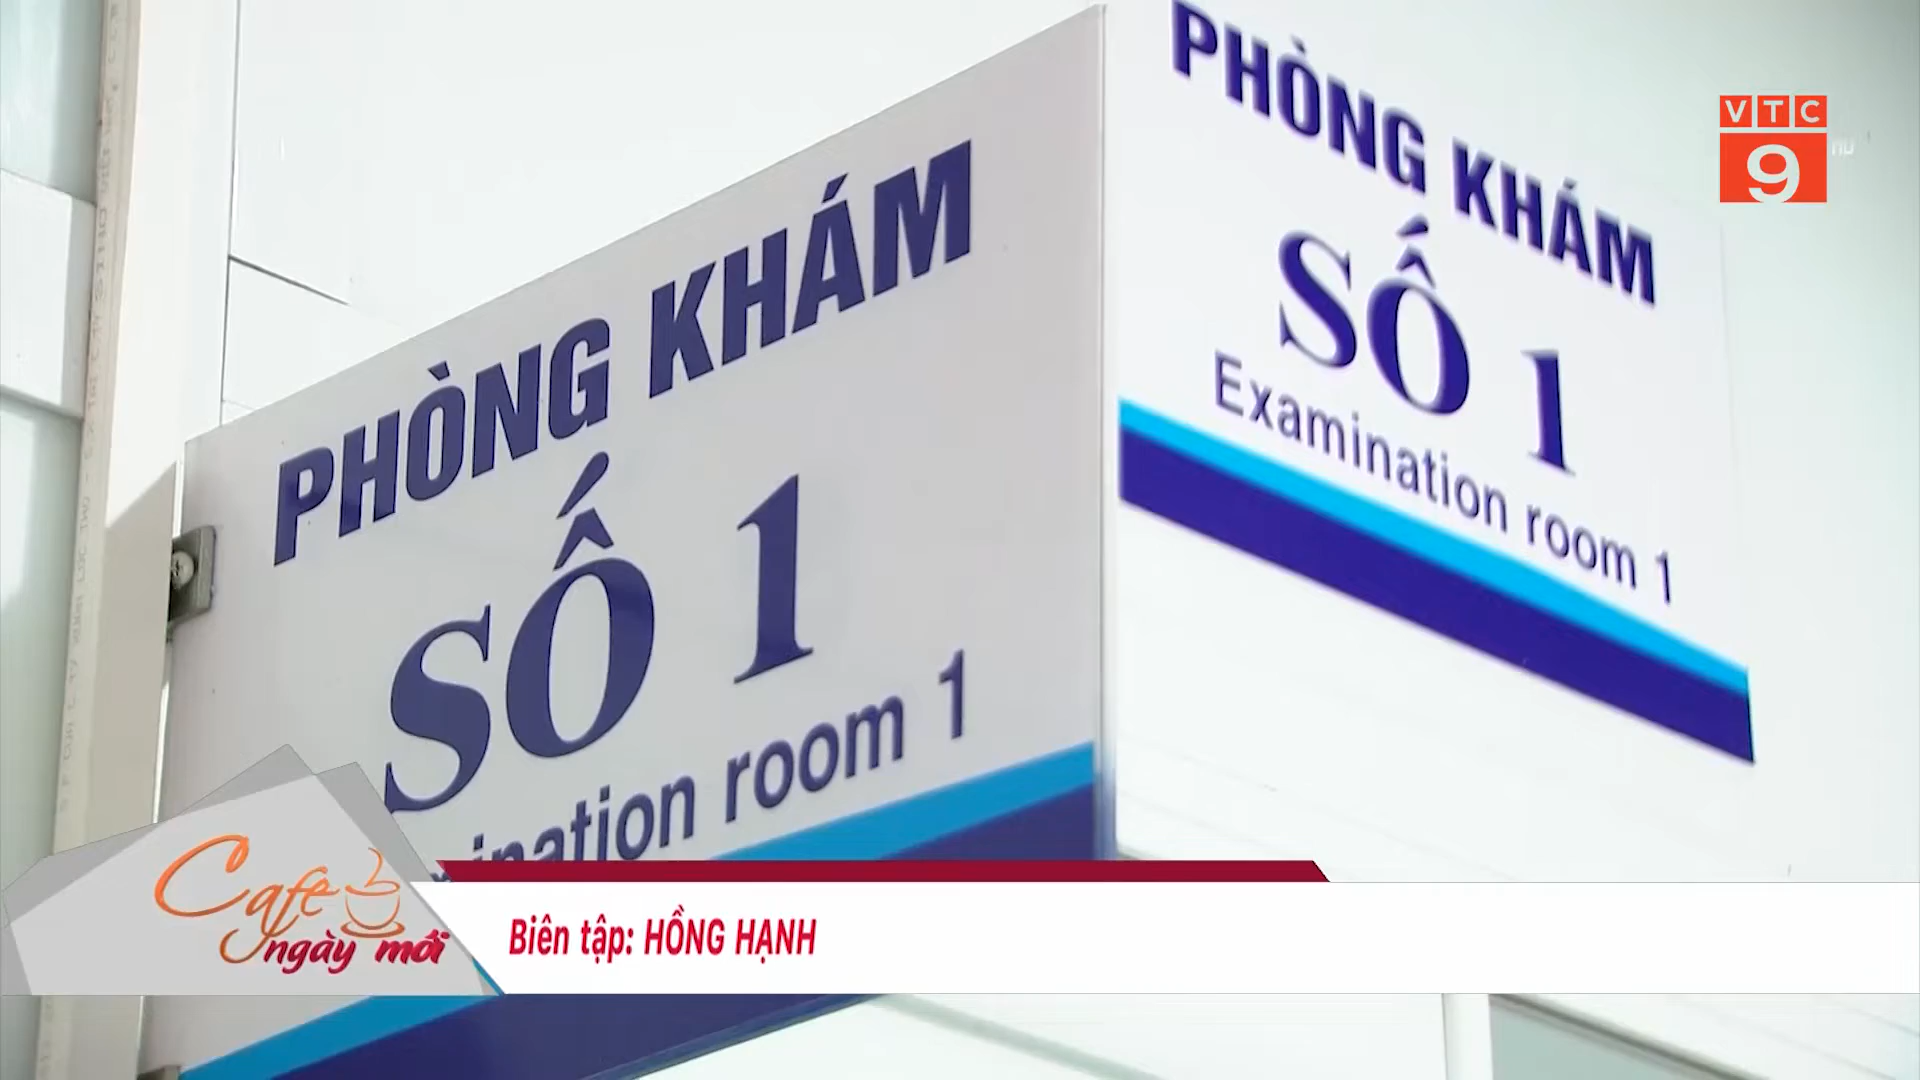 PHÒNG KHÁM
SỐ 1
Examination room 1
PHÒNG KHÁM
SỐ 1
ination room 1
VTC
9
HD
Cafe
ngày mới
Biên tập: HỒNG HẠNH